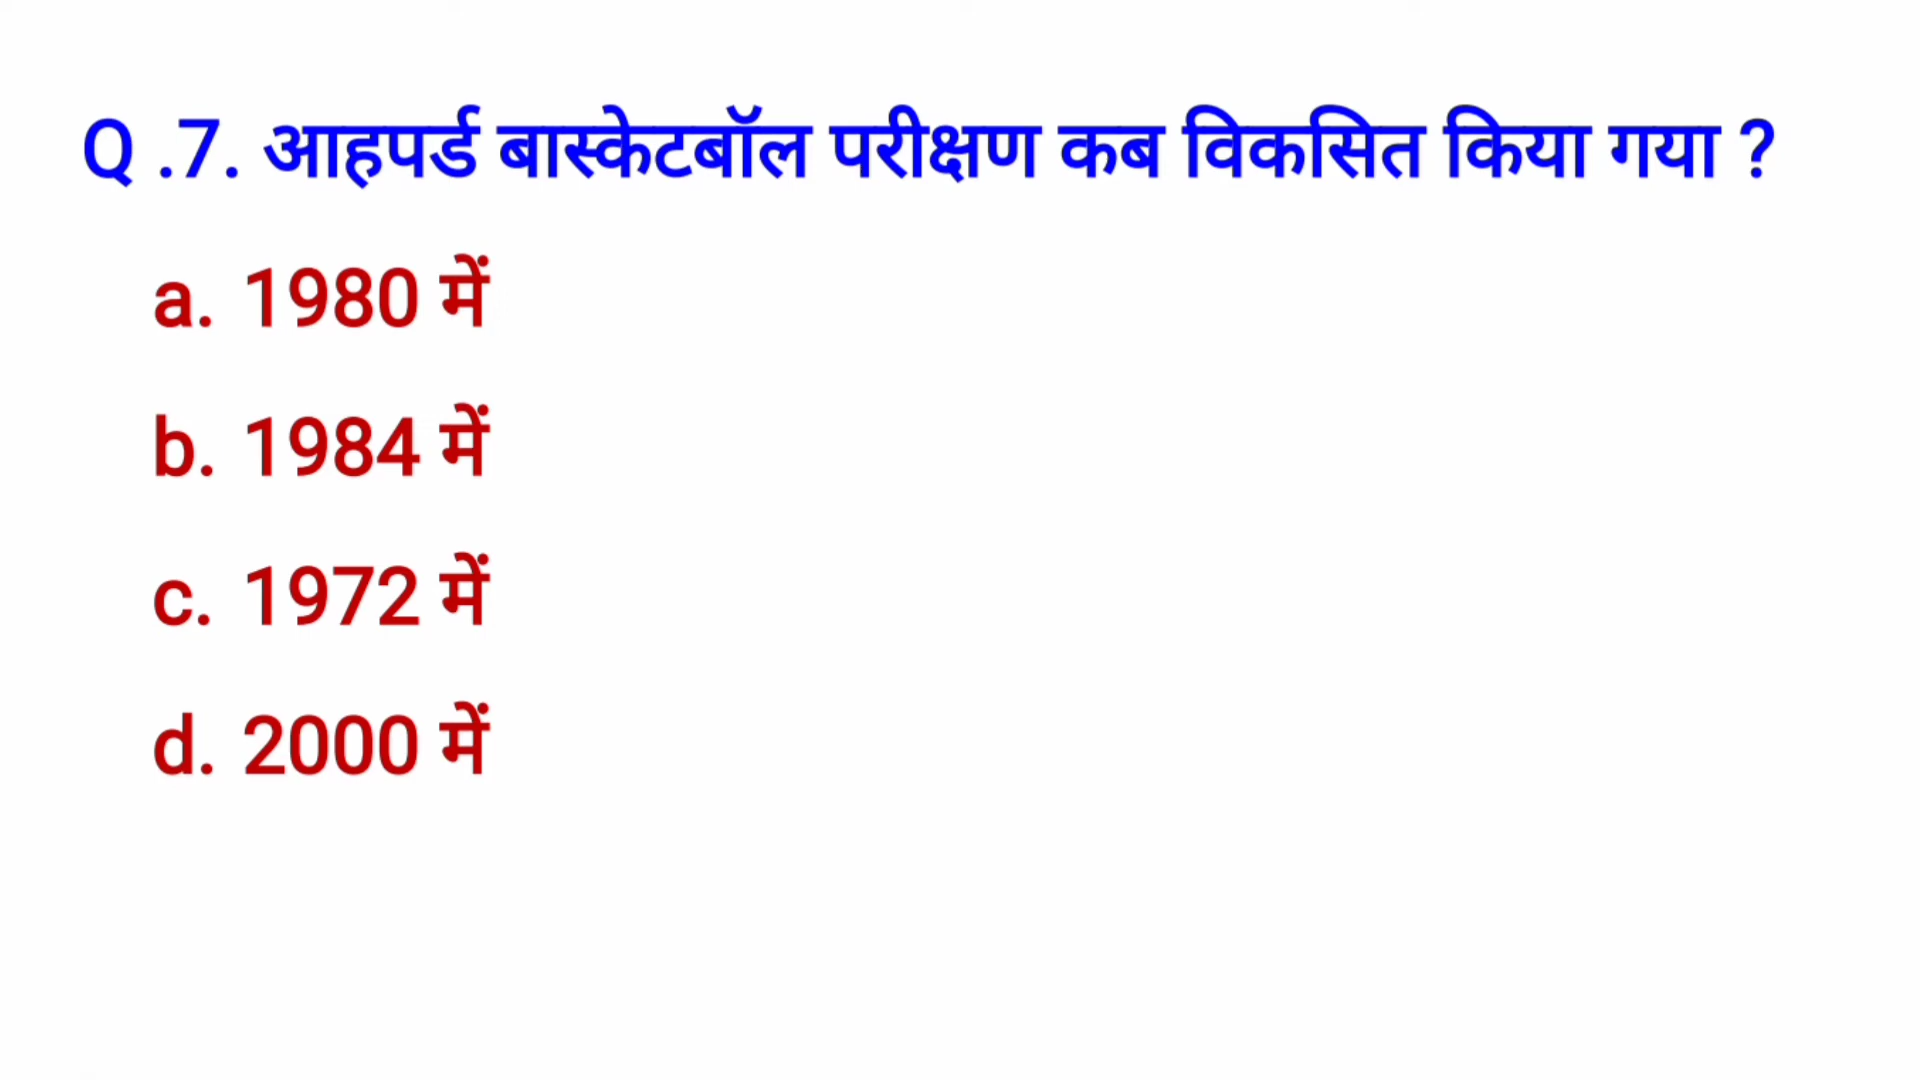 Q .7. आहपर्ड बास्केटबॉल परीक्षण कब विकसित किया गया ?
a. 1980 में
b. 1984 में
c. 1972 में
d. 2000 में